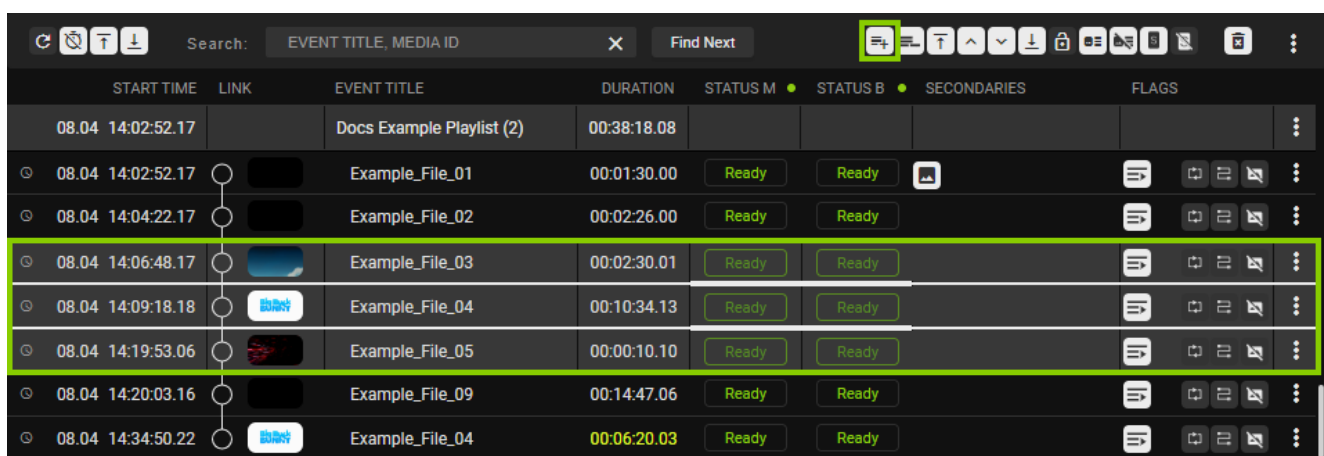 Search: EVENT TITLE, MEDIA ID Find Next
START TIME LINK EVENT TITLE DURATION STATUS M STATUS B SECONDARIES FLAGS
08.04 14:02:52.17 Docs Example Playlist (2) 00:38:18.08
08.04 14:02:52.17 Example_File_01 00:01:30.00 Ready Ready
08.04 14:04:22.17 Example_File_02 00:02:26.00 Ready Ready
08.04 14:06:48.17 Example_File_03 00:02:30.01 Ready Ready
08.04 14:09:18.18 Example_File_04 00:10:34.13 Ready Ready
08.04 14:19:53.06 Example_File_05 00:00:10.10 Ready Ready
08.04 14:20:03.16 Example_File_09 00:14:47.06 Ready Ready
08.04 14:34:50.22 Example_File_04 00:06:20.03 Ready Ready